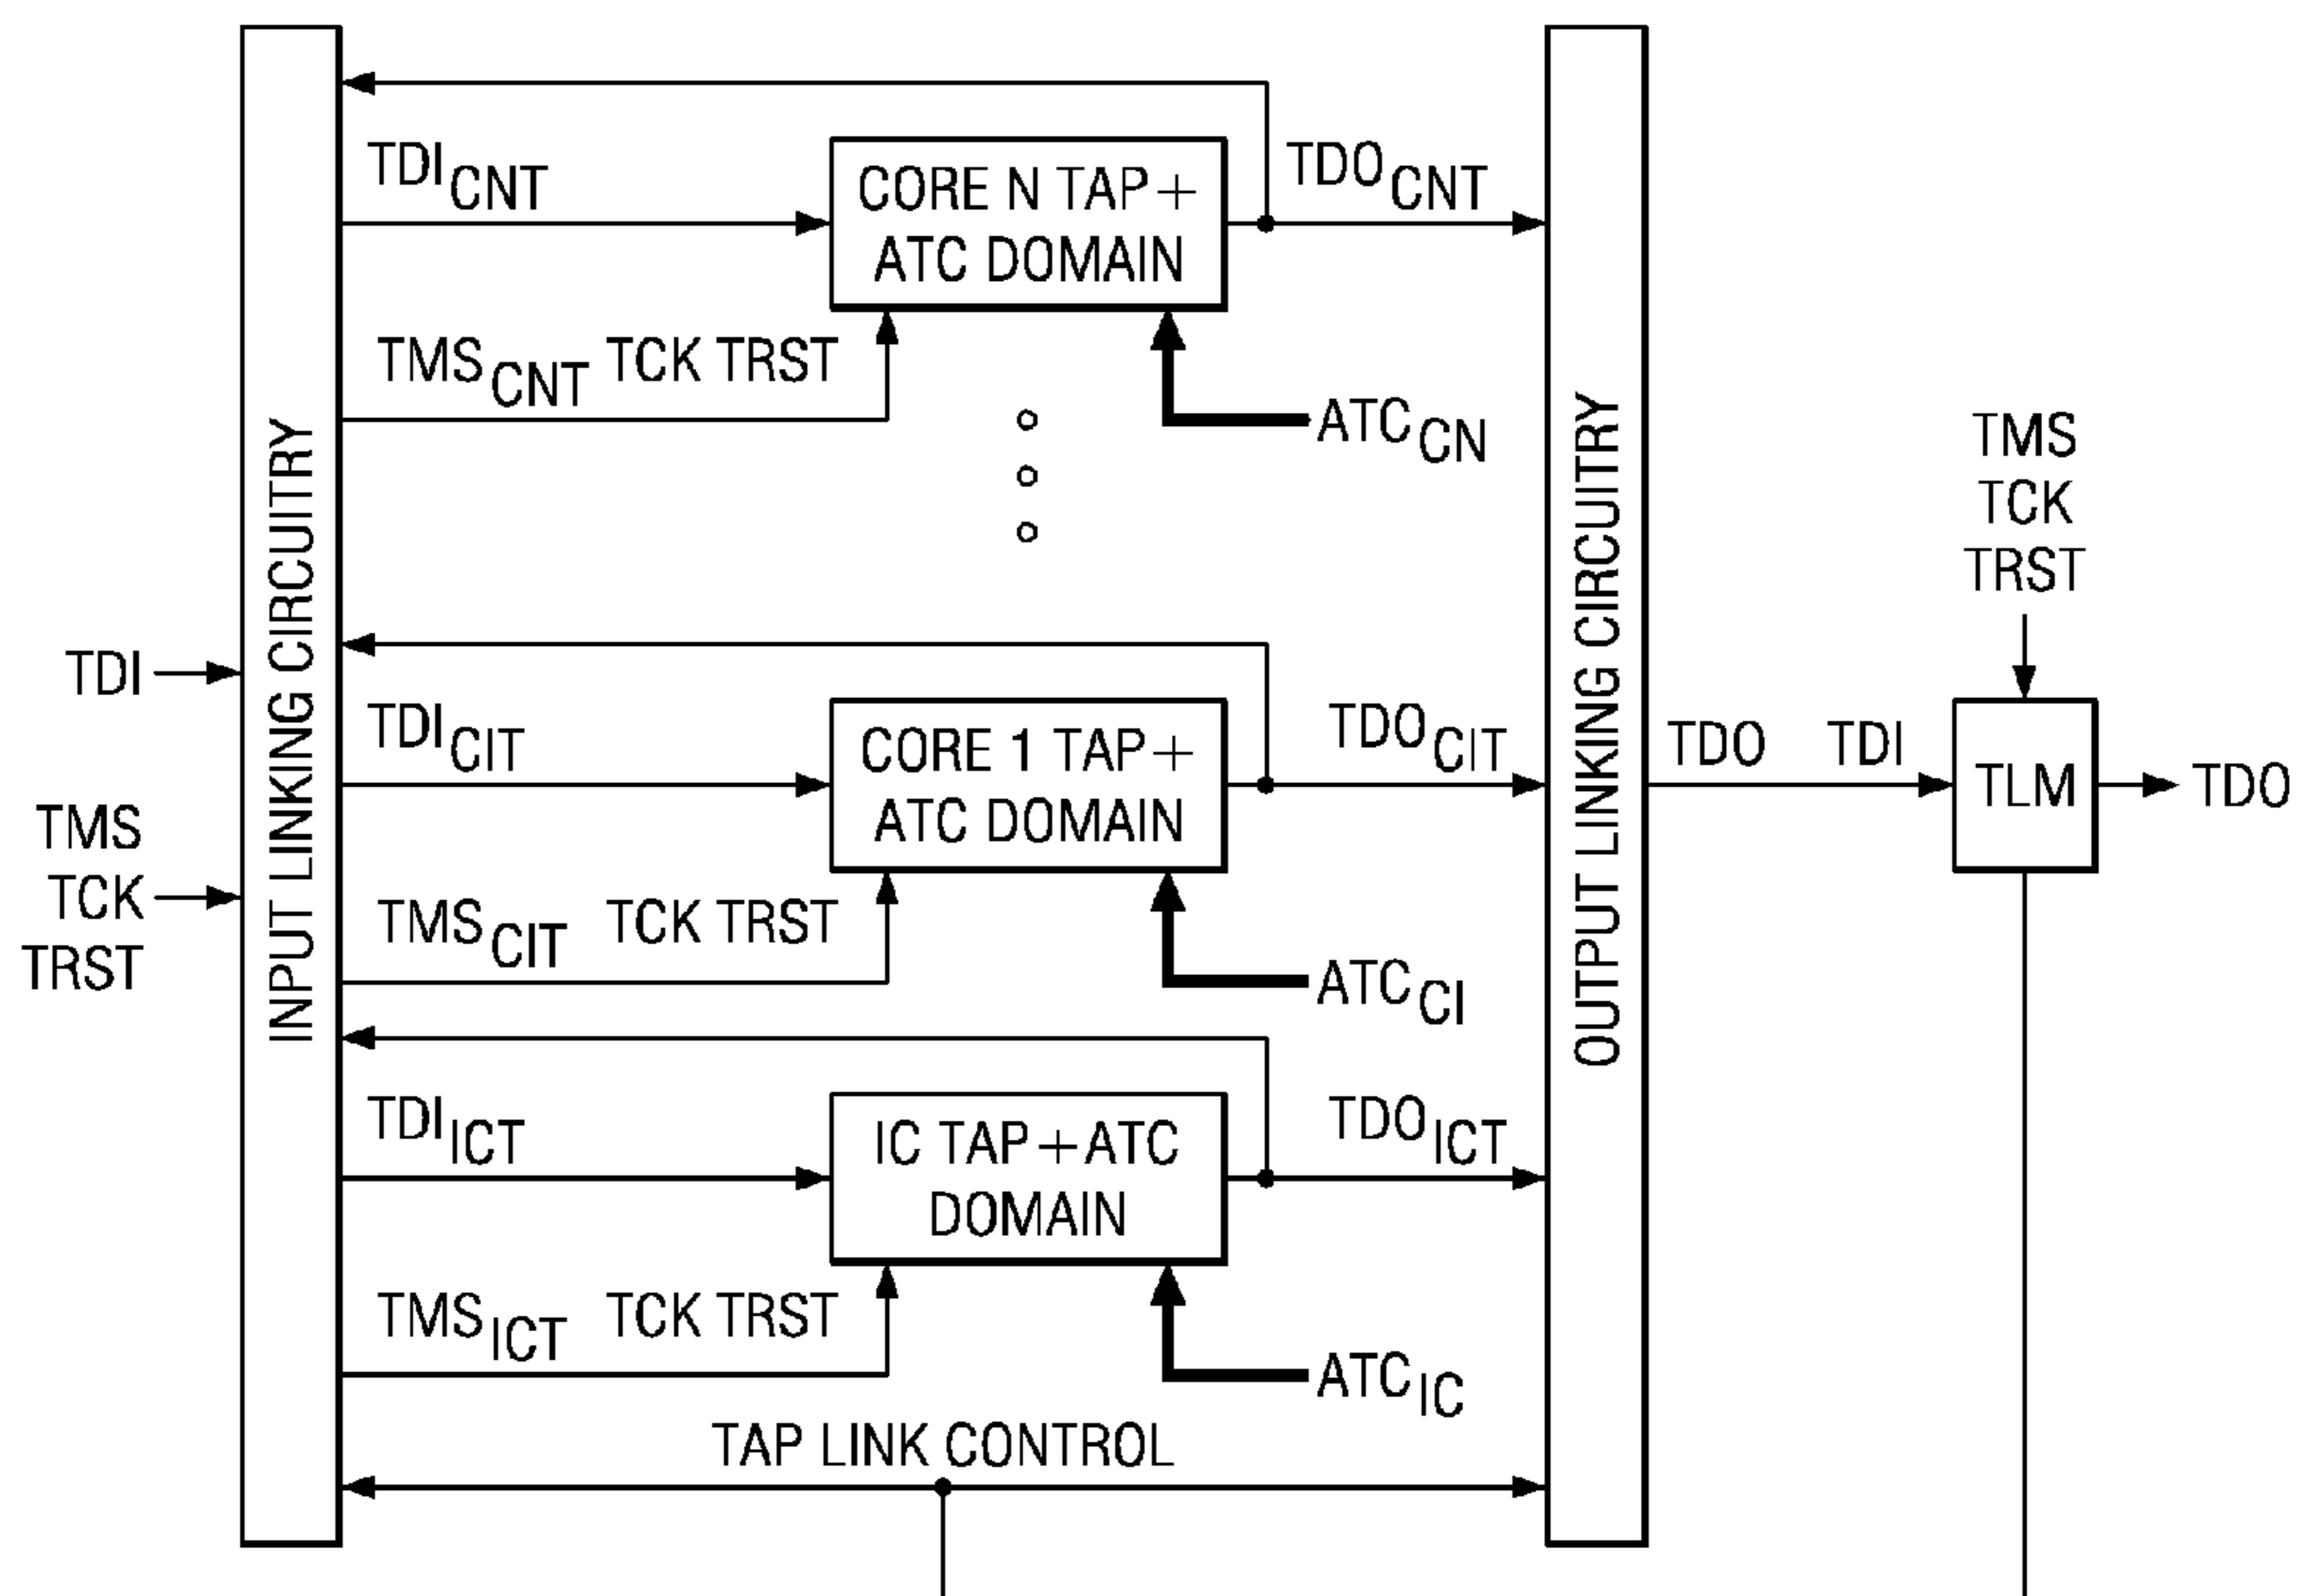 TDI CNT
CORE N TAP+
ATC DOMAIN
TDO CNT
TMS CNT TCK TRST
ATC CN
INPUT LINKING CIRCUITRY
OUTPUT LINKING CIRCUITRY
TMS
TCK
TRST
TDI
TDI CIT
CORE 1 TAP+
ATC DOMAIN
TDO CIT
TDO TDI
TLM
TDO
TMS
TCK
TRST
TMS CIT TCK TRST
ATC CI
TDI ICT
IC TAP+ATC
DOMAIN
TDO ICT
TMS ICT TCK TRST
ATC IC
TAP LINK CONTROL